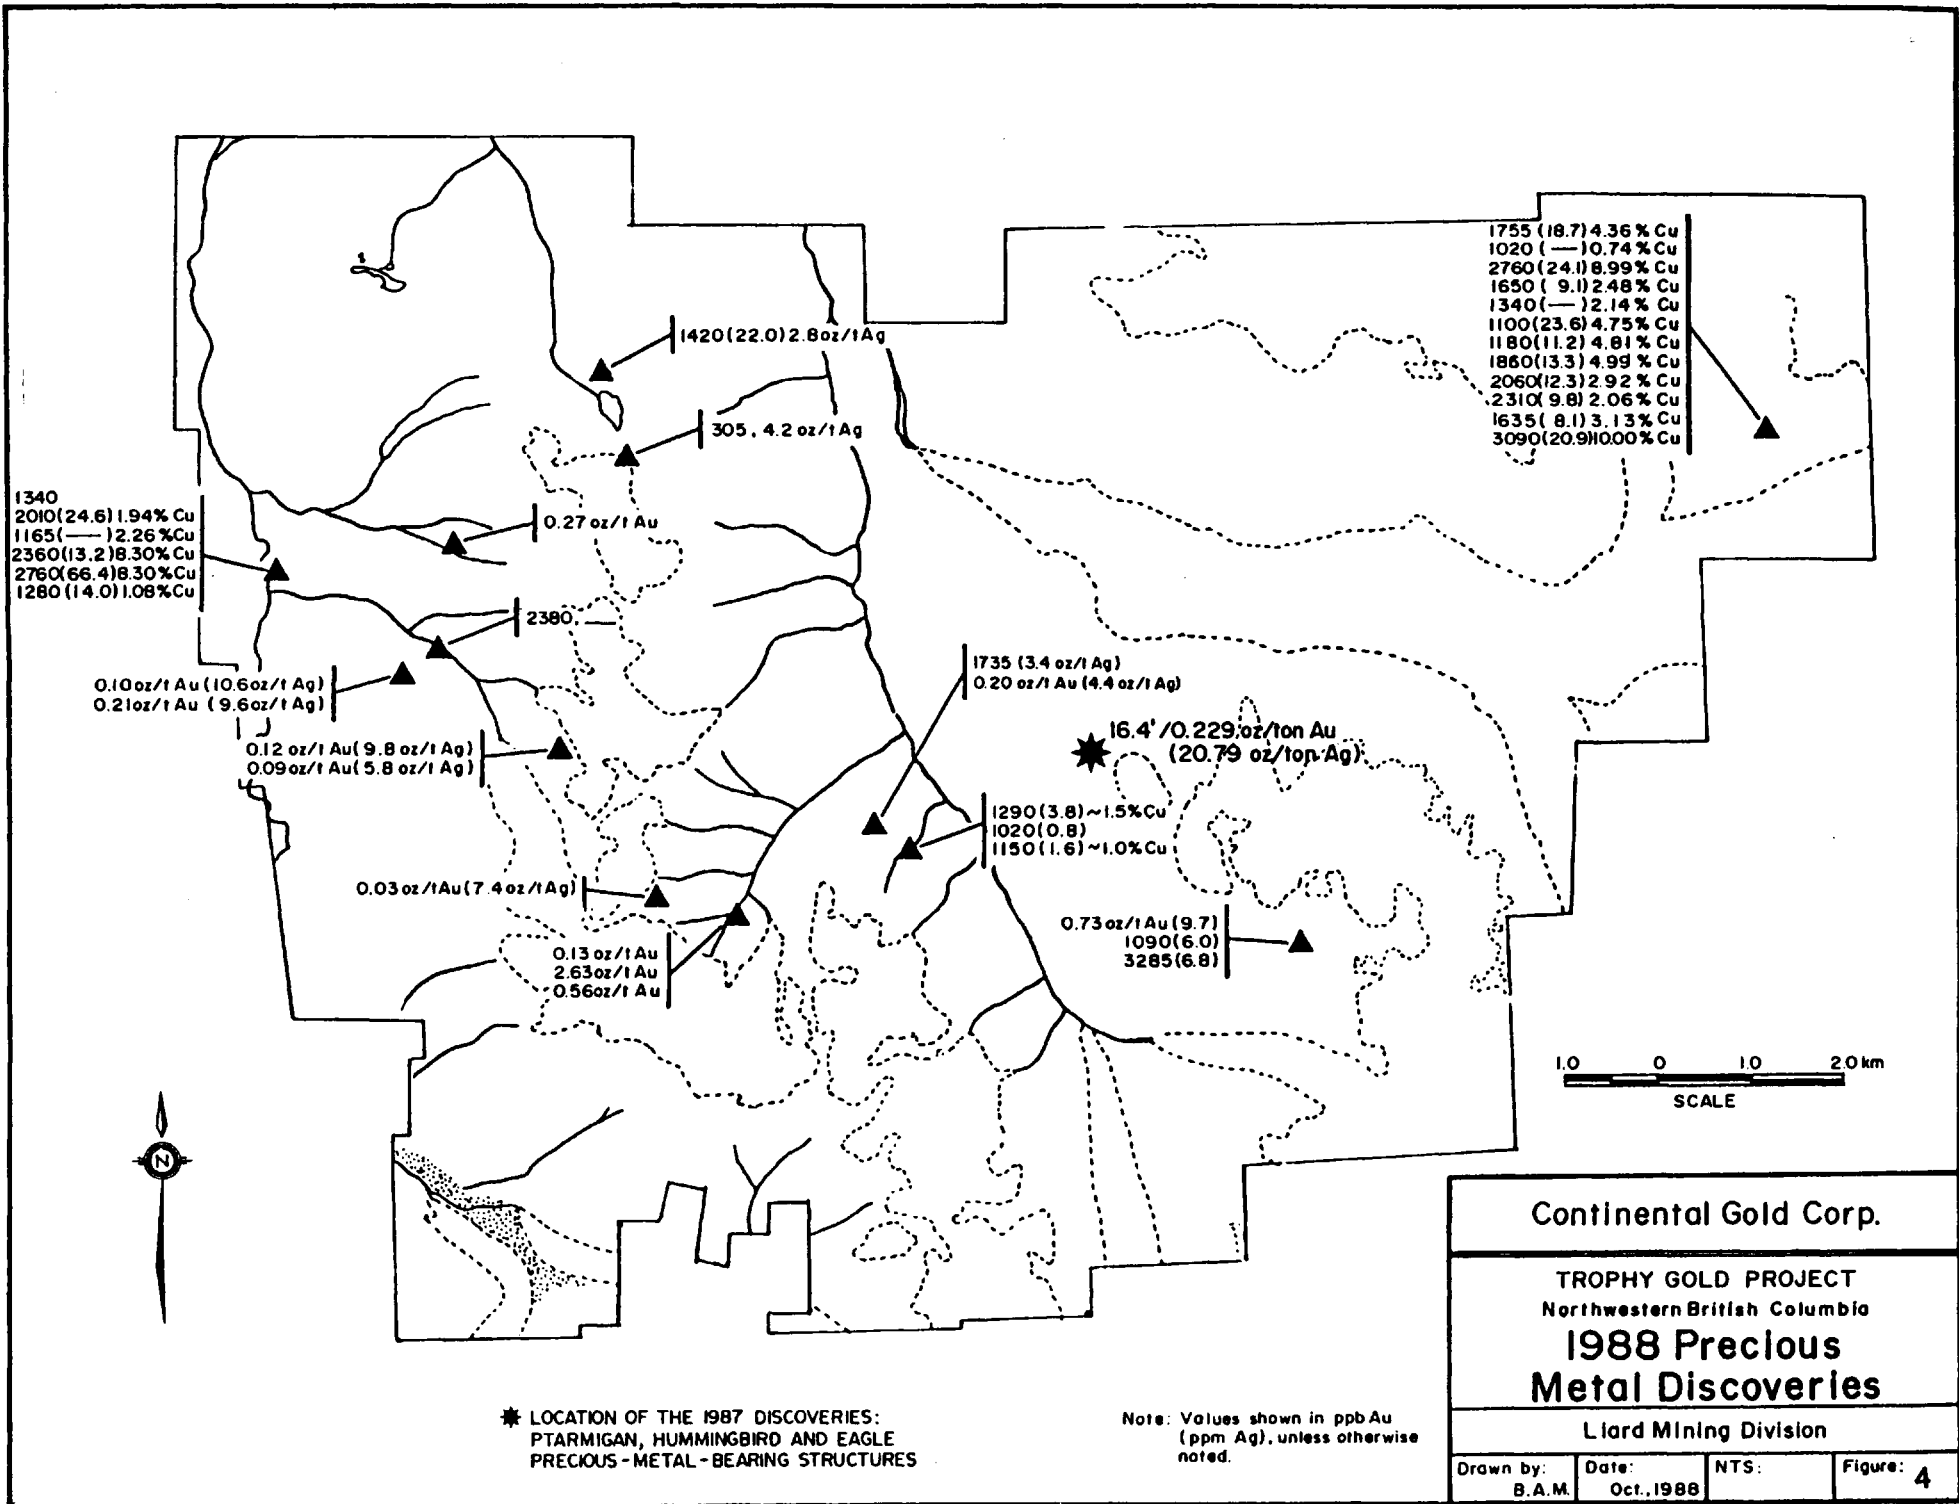 1755 (18.7) 4.36 % Cu
1020 ( — ) 0.74 % Cu
2760 (24.1) 8.99 % Cu
1650 ( 9.1) 2.48 % Cu
1340 ( — ) 2.14 % Cu
1100 (23.6) 4.75 % Cu
1180 (11.2) 4.81 % Cu
1860 (13.3) 4.99 % Cu
2060 (12.3) 2.92 % Cu
2310 ( 9.8) 2.06 % Cu
1635 ( 8.1) 3.13 % Cu
3090 (20.9) 10.00 % Cu
1420 (22.0) 2.8 oz/t Ag
305, 4.2 oz/t Ag
1340
2010 (24.6) 1.94% Cu
1165 ( — ) 2.26 % Cu
2360 (13.2) 8.30% Cu
2760 (66.4) 8.30% Cu
1280 (14.0) 1.08% Cu
0.27 oz/t Au
2380, —
0.10 oz/t Au (10.6 oz/t Ag)
0.21 oz/t Au ( 9.6 oz/t Ag)
1735 (3.4 oz/t Ag)
0.20 oz/t Au (4.4 oz/t Ag)
16.4' / 0.229 oz/ton Au
(20.79 oz/ton Ag)
0.12 oz/t Au ( 9.8 oz/t Ag)
0.09 oz/t Au ( 5.8 oz/t Ag)
1290 (3.8) ~ 1.5% Cu
1020 (0.8)
1150 (1.6) ~ 1.0% Cu
0.03 oz/t Au (7.4 oz/t Ag)
0.73 oz/t Au (9.7)
1090 (6.0)
3285 (6.8)
0.13 oz/t Au
2.63 oz/t Au
0.56 oz/t Au
1.0 0 1.0 2.0 km
SCALE
N
Continental Gold Corp.
TROPHY GOLD PROJECT
Northwestern British Columbia
1988 Precious
Metal Discoveries
Liard Mining Division
Drawn by: B.A.M.
Date: Oct., 1988
NTS:
Figure: 4
LOCATION OF THE 1987 DISCOVERIES:
PTARMIGAN, HUMMINGBIRD AND EAGLE
PRECIOUS - METAL - BEARING STRUCTURES
Note: Values shown in ppb Au
(ppm Ag), unless otherwise
noted.